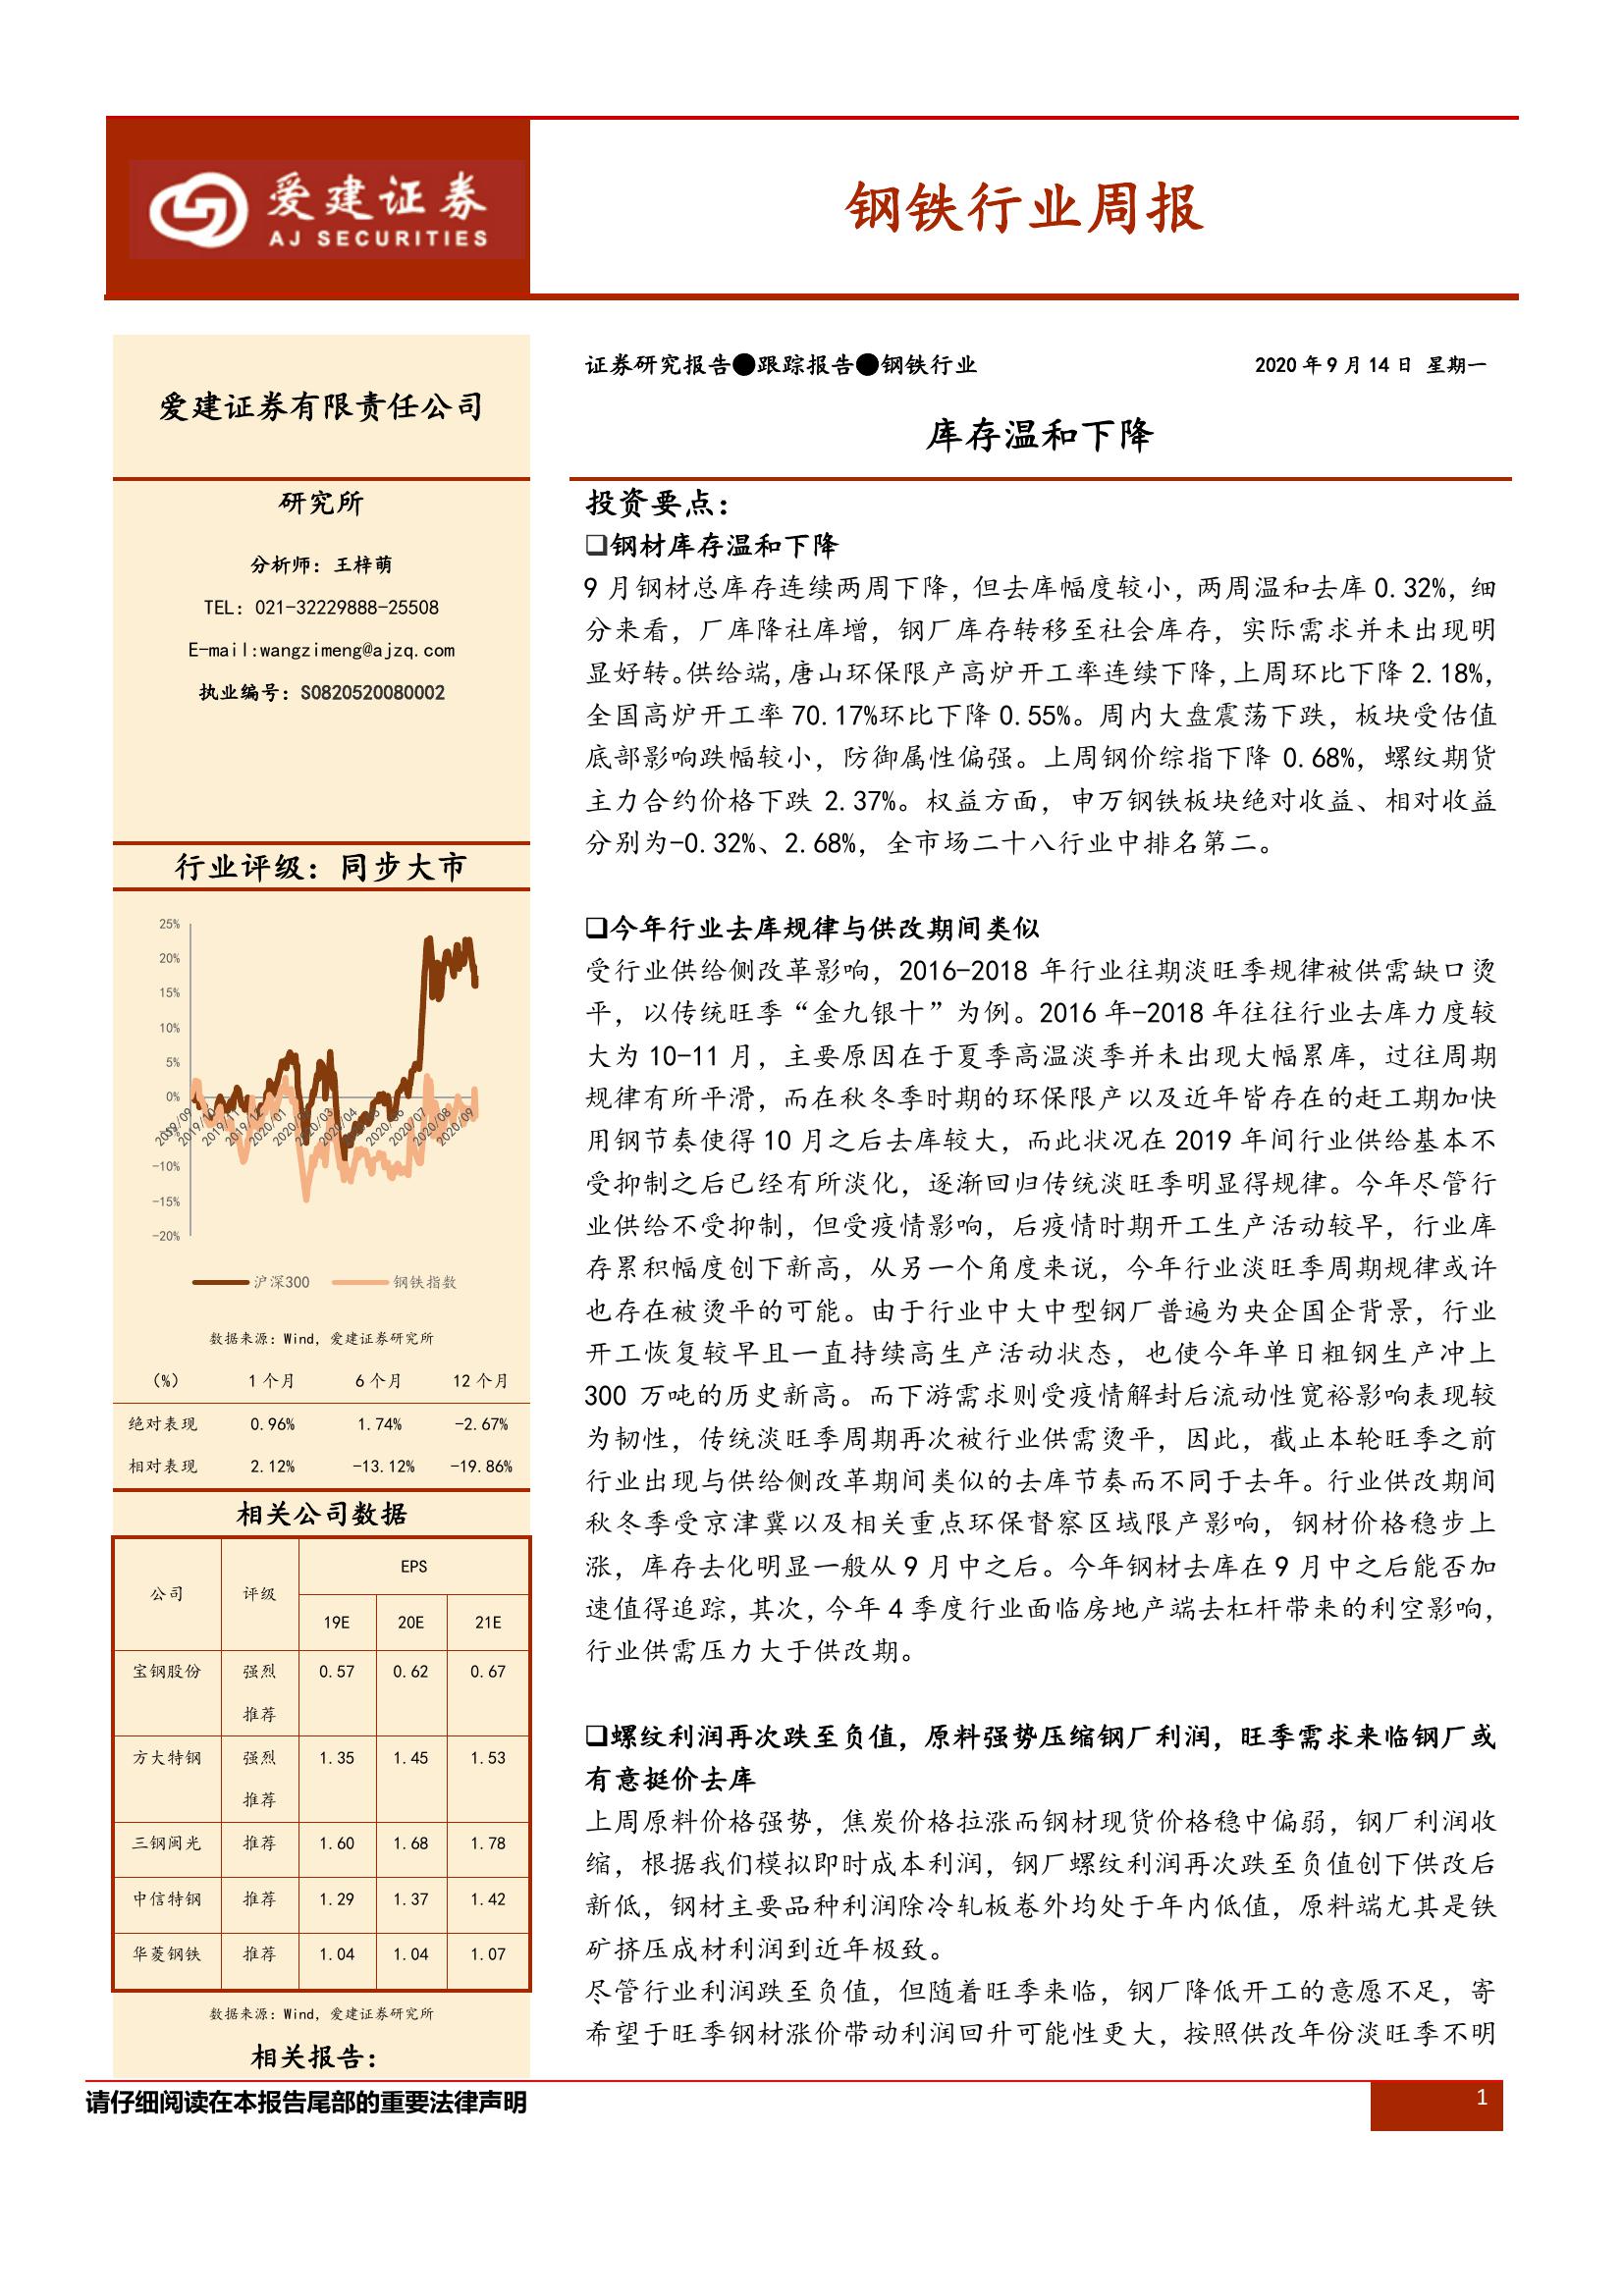 爱建证券
AJ SECURITIES
钢铁行业周报
爱建证券有限责任公司
研究所
分析师：王梓萌
TEL：021-32229888-25508
E-mail:wangzimeng@ajzq.com
执业编号：S0820520080002
行业评级：同步大市
25%
20%
15%
10%
5%
0%
-10%
-15%
-20%
2019/09
2019/10
2019/11
2019/12
2020/01
2020/03
2020/04
2020/06
2020/07
2020/08
2020/09
沪深300 钢铁指数
数据来源：Wind，爱建证券研究所
（%） 1 个月 6 个月 12 个月
绝对表现 0.96% 1.74% -2.67%
相对表现 2.12% -13.12% -19.86%
相关公司数据
公司 评级 EPS
19E 20E 21E
宝钢股份 强烈 0.57 0.62 0.67
推荐
方大特钢 强烈 1.35 1.45 1.53
推荐
三钢闽光 推荐 1.60 1.68 1.78
中信特钢 推荐 1.29 1.37 1.42
华菱钢铁 推荐 1.04 1.04 1.07
数据来源：Wind，爱建证券研究所
相关报告：
证券研究报告●跟踪报告●钢铁行业 2020 年 9 月 14 日 星期一
库存温和下降
投资要点：
❑钢材库存温和下降
9 月钢材总库存连续两周下降，但去库幅度较小，两周温和去库 0.32%，细
分来看，厂库降社库增，钢厂库存转移至社会库存，实际需求并未出现明
显好转。供给端，唐山环保限产高炉开工率连续下降，上周环比下降 2.18%，
全国高炉开工率 70.17%环比下降 0.55%。周内大盘震荡下跌，板块受估值
底部影响跌幅较小，防御属性偏强。上周钢价综指下降 0.68%，螺纹期货
主力合约价格下跌 2.37%。权益方面，申万钢铁板块绝对收益、相对收益
分别为-0.32%、2.68%，全市场二十八行业中排名第二。
❑今年行业去库规律与供改期间类似
受行业供给侧改革影响，2016-2018 年行业往期淡旺季规律被供需缺口烫
平，以传统旺季“金九银十”为例。2016 年-2018 年往往行业去库力度较
大为 10-11 月，主要原因在于夏季高温淡季并未出现大幅累库，过往周期
规律有所平滑，而在秋冬季时期的环保限产以及近年皆存在的赶工期加快
用钢节奏使得 10 月之后去库较大，而此状况在 2019 年间行业供给基本不
受抑制之后已经有所淡化，逐渐回归传统淡旺季明显得规律。今年尽管行
业供给不受抑制，但受疫情影响，后疫情时期开工生产活动较早，行业库
存累积幅度创下新高，从另一个角度来说，今年行业淡旺季周期规律或许
也存在被烫平的可能。由于行业中大中型钢厂普遍为央企国企背景，行业
开工恢复较早且一直持续高生产活动状态，也使今年单日粗钢生产冲上
300 万吨的历史新高。而下游需求则受疫情解封后流动性宽裕影响表现较
为韧性，传统淡旺季周期再次被行业供需烫平，因此，截止本轮旺季之前
行业出现与供给侧改革期间类似的去库节奏而不同于去年。行业供改期间
秋冬季受京津冀以及相关重点环保督察区域限产影响，钢材价格稳步上
涨，库存去化明显一般从 9 月中之后。今年钢材去库在 9 月中之后能否加
速值得追踪，其次，今年 4 季度行业面临房地产端去杠杆带来的利空影响，
行业供需压力大于供改期。
❑螺纹利润再次跌至负值，原料强势压缩钢厂利润，旺季需求来临钢厂或
有意挺价去库
上周原料价格强势，焦炭价格拉涨而钢材现货价格稳中偏弱，钢厂利润收
缩，根据我们模拟即时成本利润，钢厂螺纹利润再次跌至负值创下供改后
新低，钢材主要品种利润除冷轧板卷外均处于年内低值，原料端尤其是铁
矿挤压成材利润到近年极致。
尽管行业利润跌至负值，但随着旺季来临，钢厂降低开工的意愿不足，寄
希望于旺季钢材涨价带动利润回升可能性更大，按照供改年份淡旺季不明
请仔细阅读在本报告尾部的重要法律声明 1